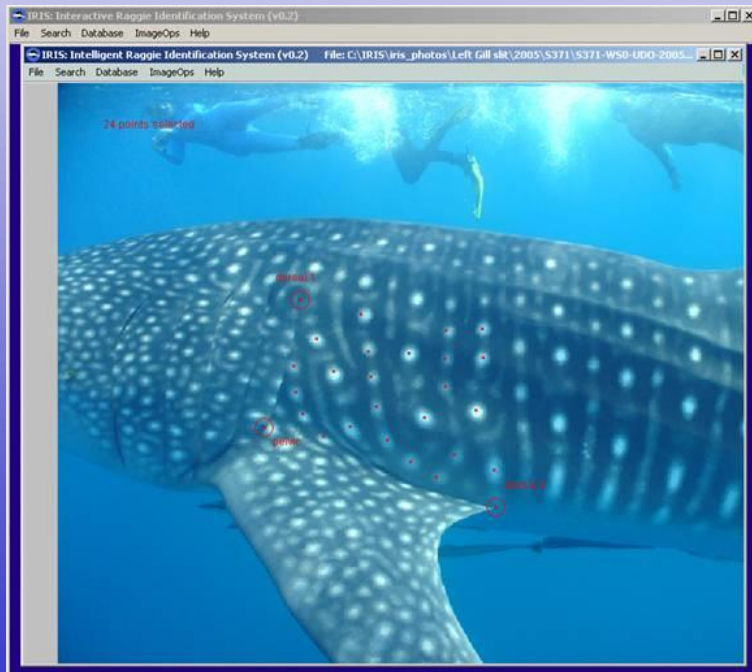 IRIS: Interactive Raggie Identification System (v0.2)
File Search Database ImageOps Help
IRIS: Intelligent Raggie Identification System (v0.2) File: C:\IRIS\iris_photos\Left Gill slit\2005\S371\S371-WS0-UDO-2005...
File Search Database ImageOps Help
24 points selected
dorsal 1
pelvic